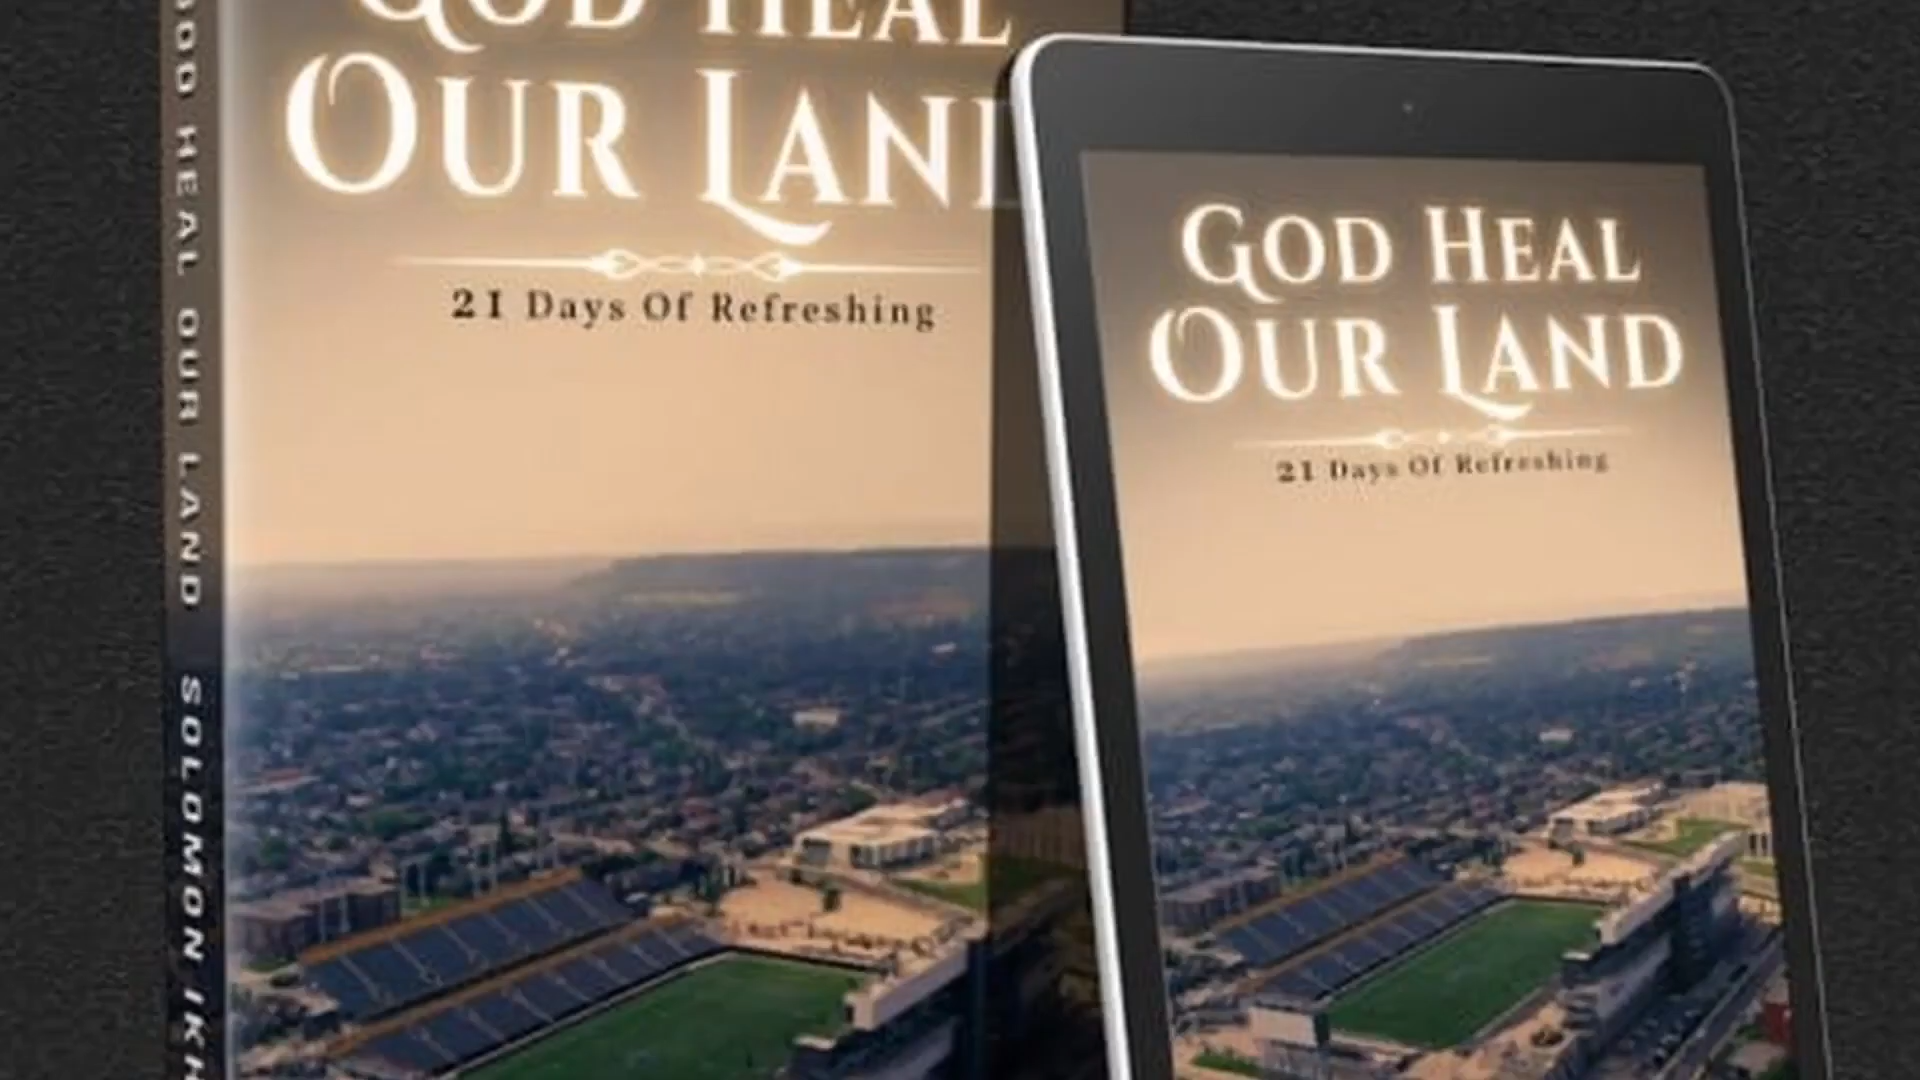 GOD HEAL OUR LAND SOLOMON IKH
GOD HEAL
OUR LAND
21 Days Of Refreshing
GOD HEAL
OUR LAND
21 Days Of Refreshing